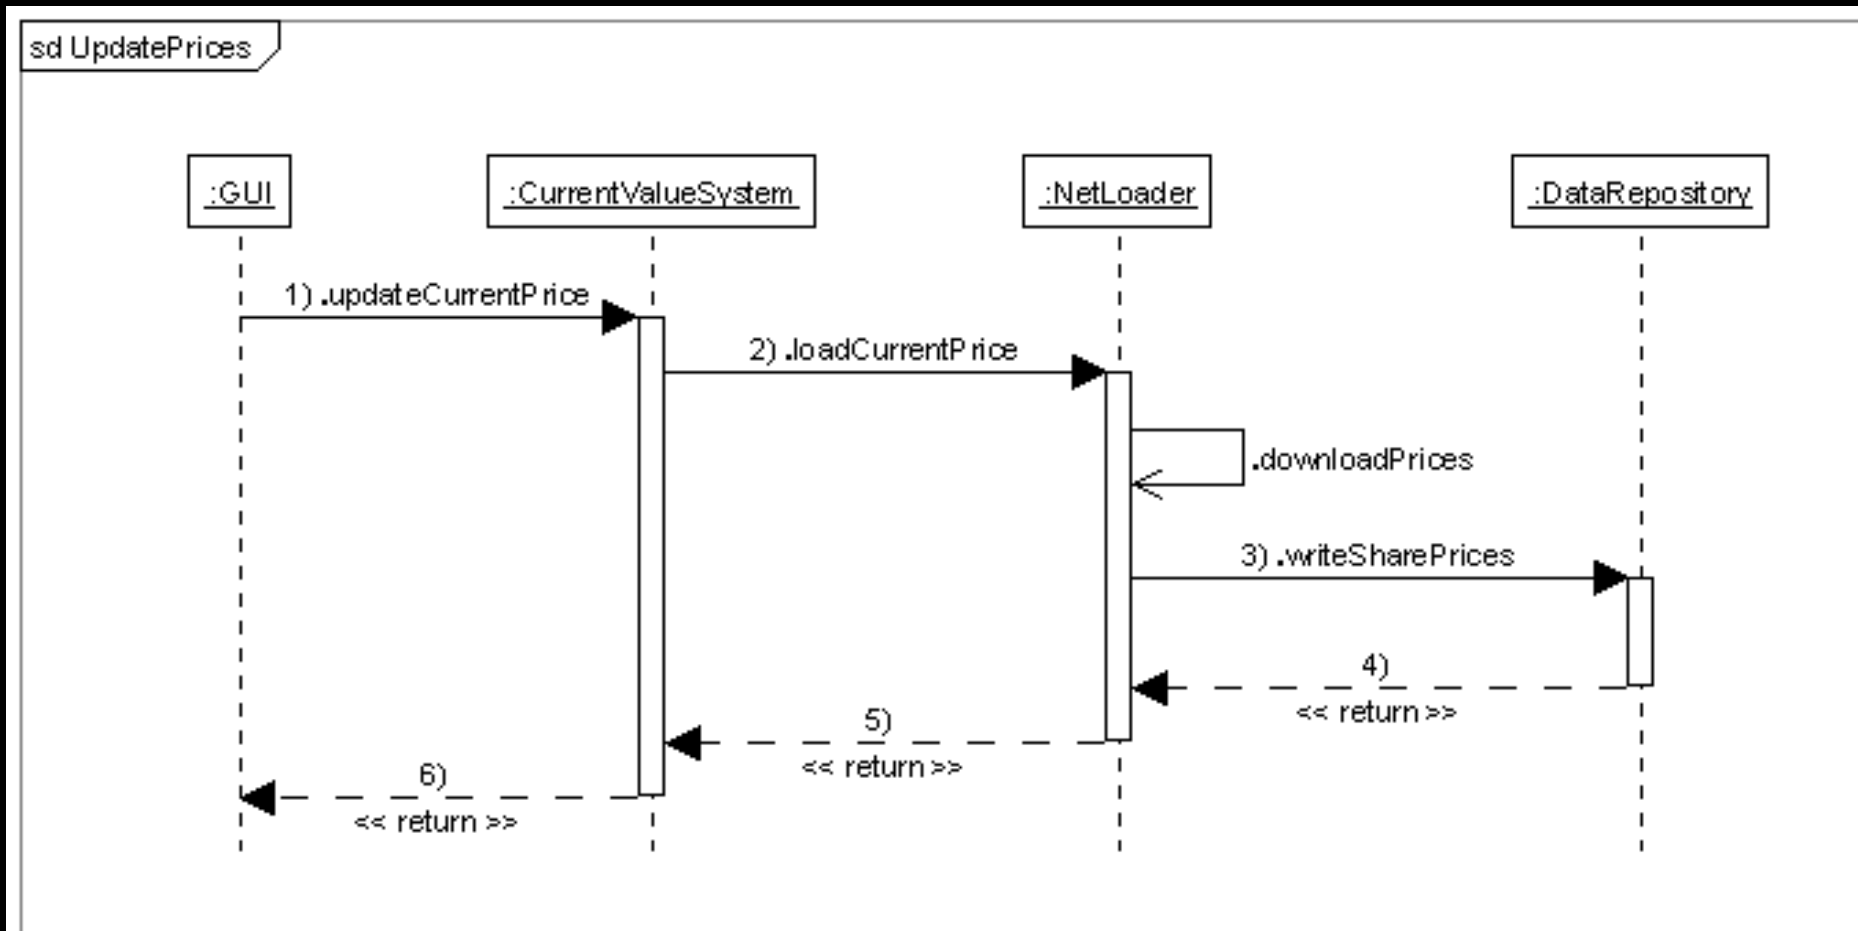 sd UpdatePrices
:GUI
:CurrentValueSystem
:NetLoader
:DataRepository
1) .updateCurrentPrice
2) .loadCurrentPrice
.downloadPrices
3) .writeSharePrices
4)
<< return >>
5)
<< return >>
6)
<< return >>